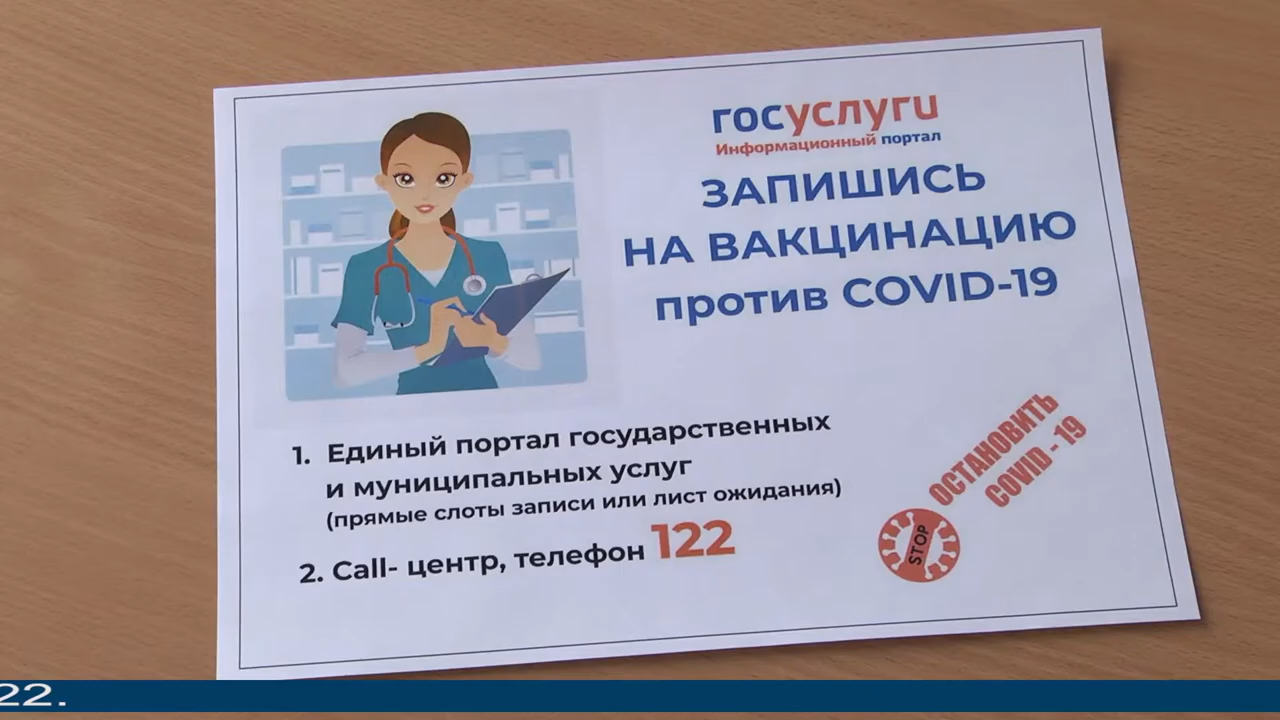 госуслуги
Информационный портал
ЗАПИШИСЬ
НА ВАКЦИНАЦИЮ
против COVID-19
1. Единый портал государственных
и муниципальных услуг
(прямые слоты записи или лист ожидания)
2. Call- центр, телефон 122
ОСТАНОВИТЬ
COVID - 19
STOP
22.